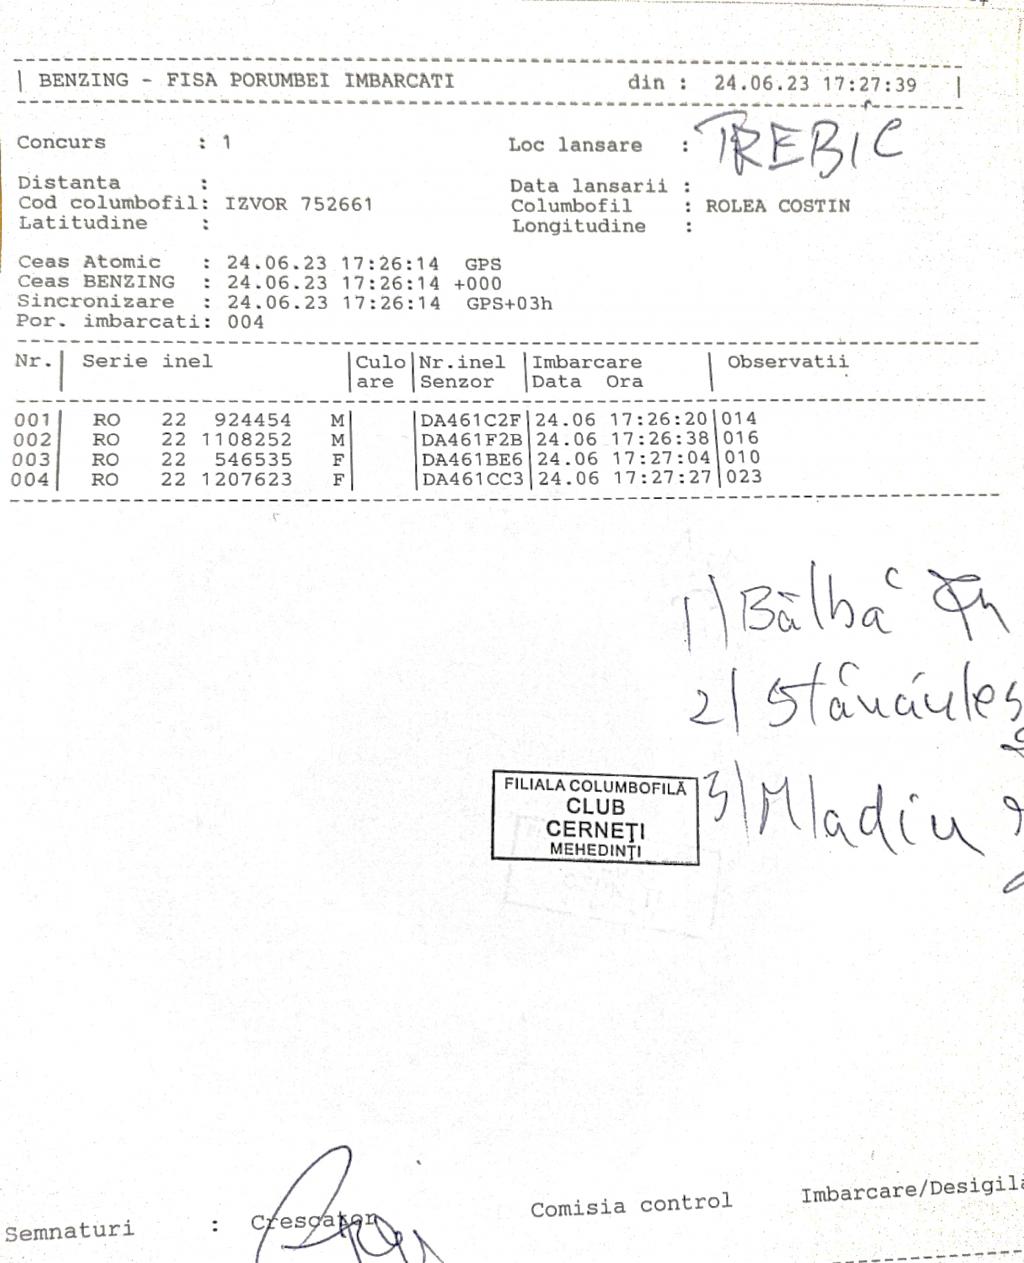 | BENZING - FISA PORUMBEI IMBARCATI din : 24.06.23 17:27:39 |
Concurs : 1 Loc lansare : TREBIC
Distanta : Data lansarii :
Cod columbofil: IZVOR 752661 Columbofil : ROLEA COSTIN
Latitudine : Longitudine :
Ceas Atomic : 24.06.23 17:26:14 GPS
Ceas BENZING : 24.06.23 17:26:14 +000
Sincronizare : 24.06.23 17:26:14 GPS+03h
Por. imbarcati: 004
Nr.| Serie inel |Culo|Nr.inel |Imbarcare | Observatii
|are |Senzor |Data Ora |
001| RO 22 924454 M| |DA461C2F|24.06 17:26:20|014
002| RO 22 1108252 M| |DA461F2B|24.06 17:26:38|016
003| RO 22 546535 F| |DA461BE6|24.06 17:27:04|010
004| RO 22 1207623 F| |DA461CC3|24.06 17:27:27|023
1) Bălba C
2)
3) Mladin
FILIALA COLUMBOFILĂ
CLUB
CERNEȚI
MEHEDINȚI
Semnaturi : Crescator Comisia control Imbarcare/Desigila